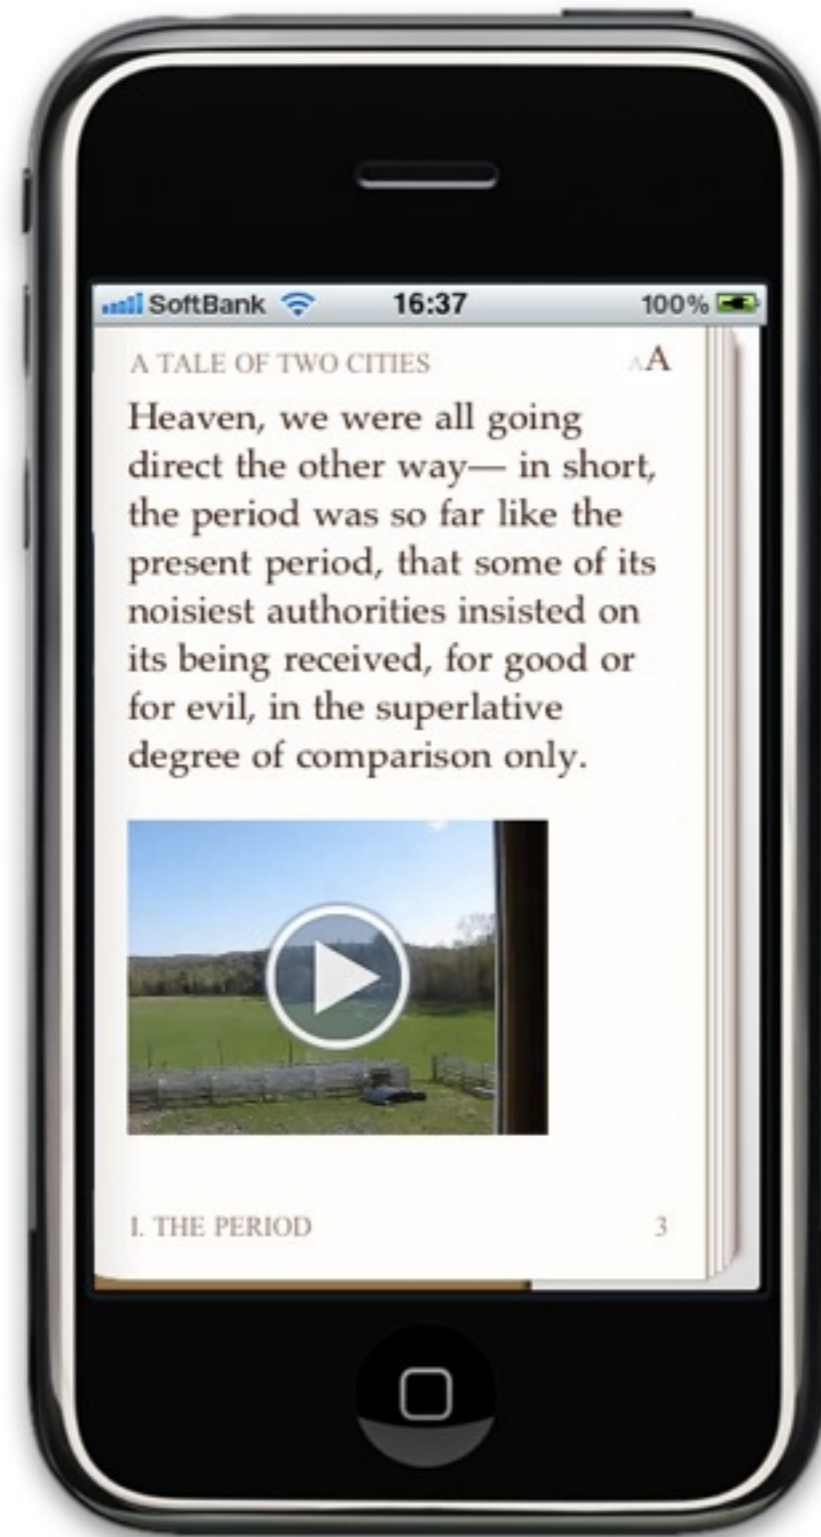 SoftBank 16:37 100%
A TALE OF TWO CITIES AA
Heaven, we were all going
direct the other way— in short,
the period was so far like the
present period, that some of its
noisiest authorities insisted on
its being received, for good or
for evil, in the superlative
degree of comparison only.
I. THE PERIOD 3